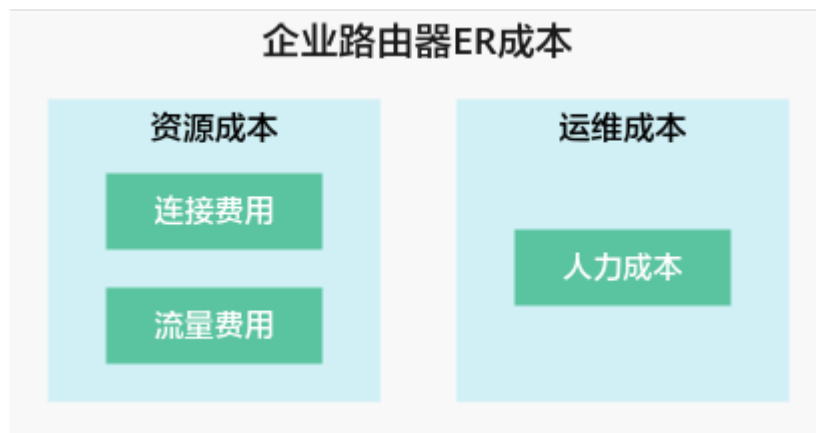 企业路由器ER成本
资源成本
连接费用
流量费用
运维成本
人力成本